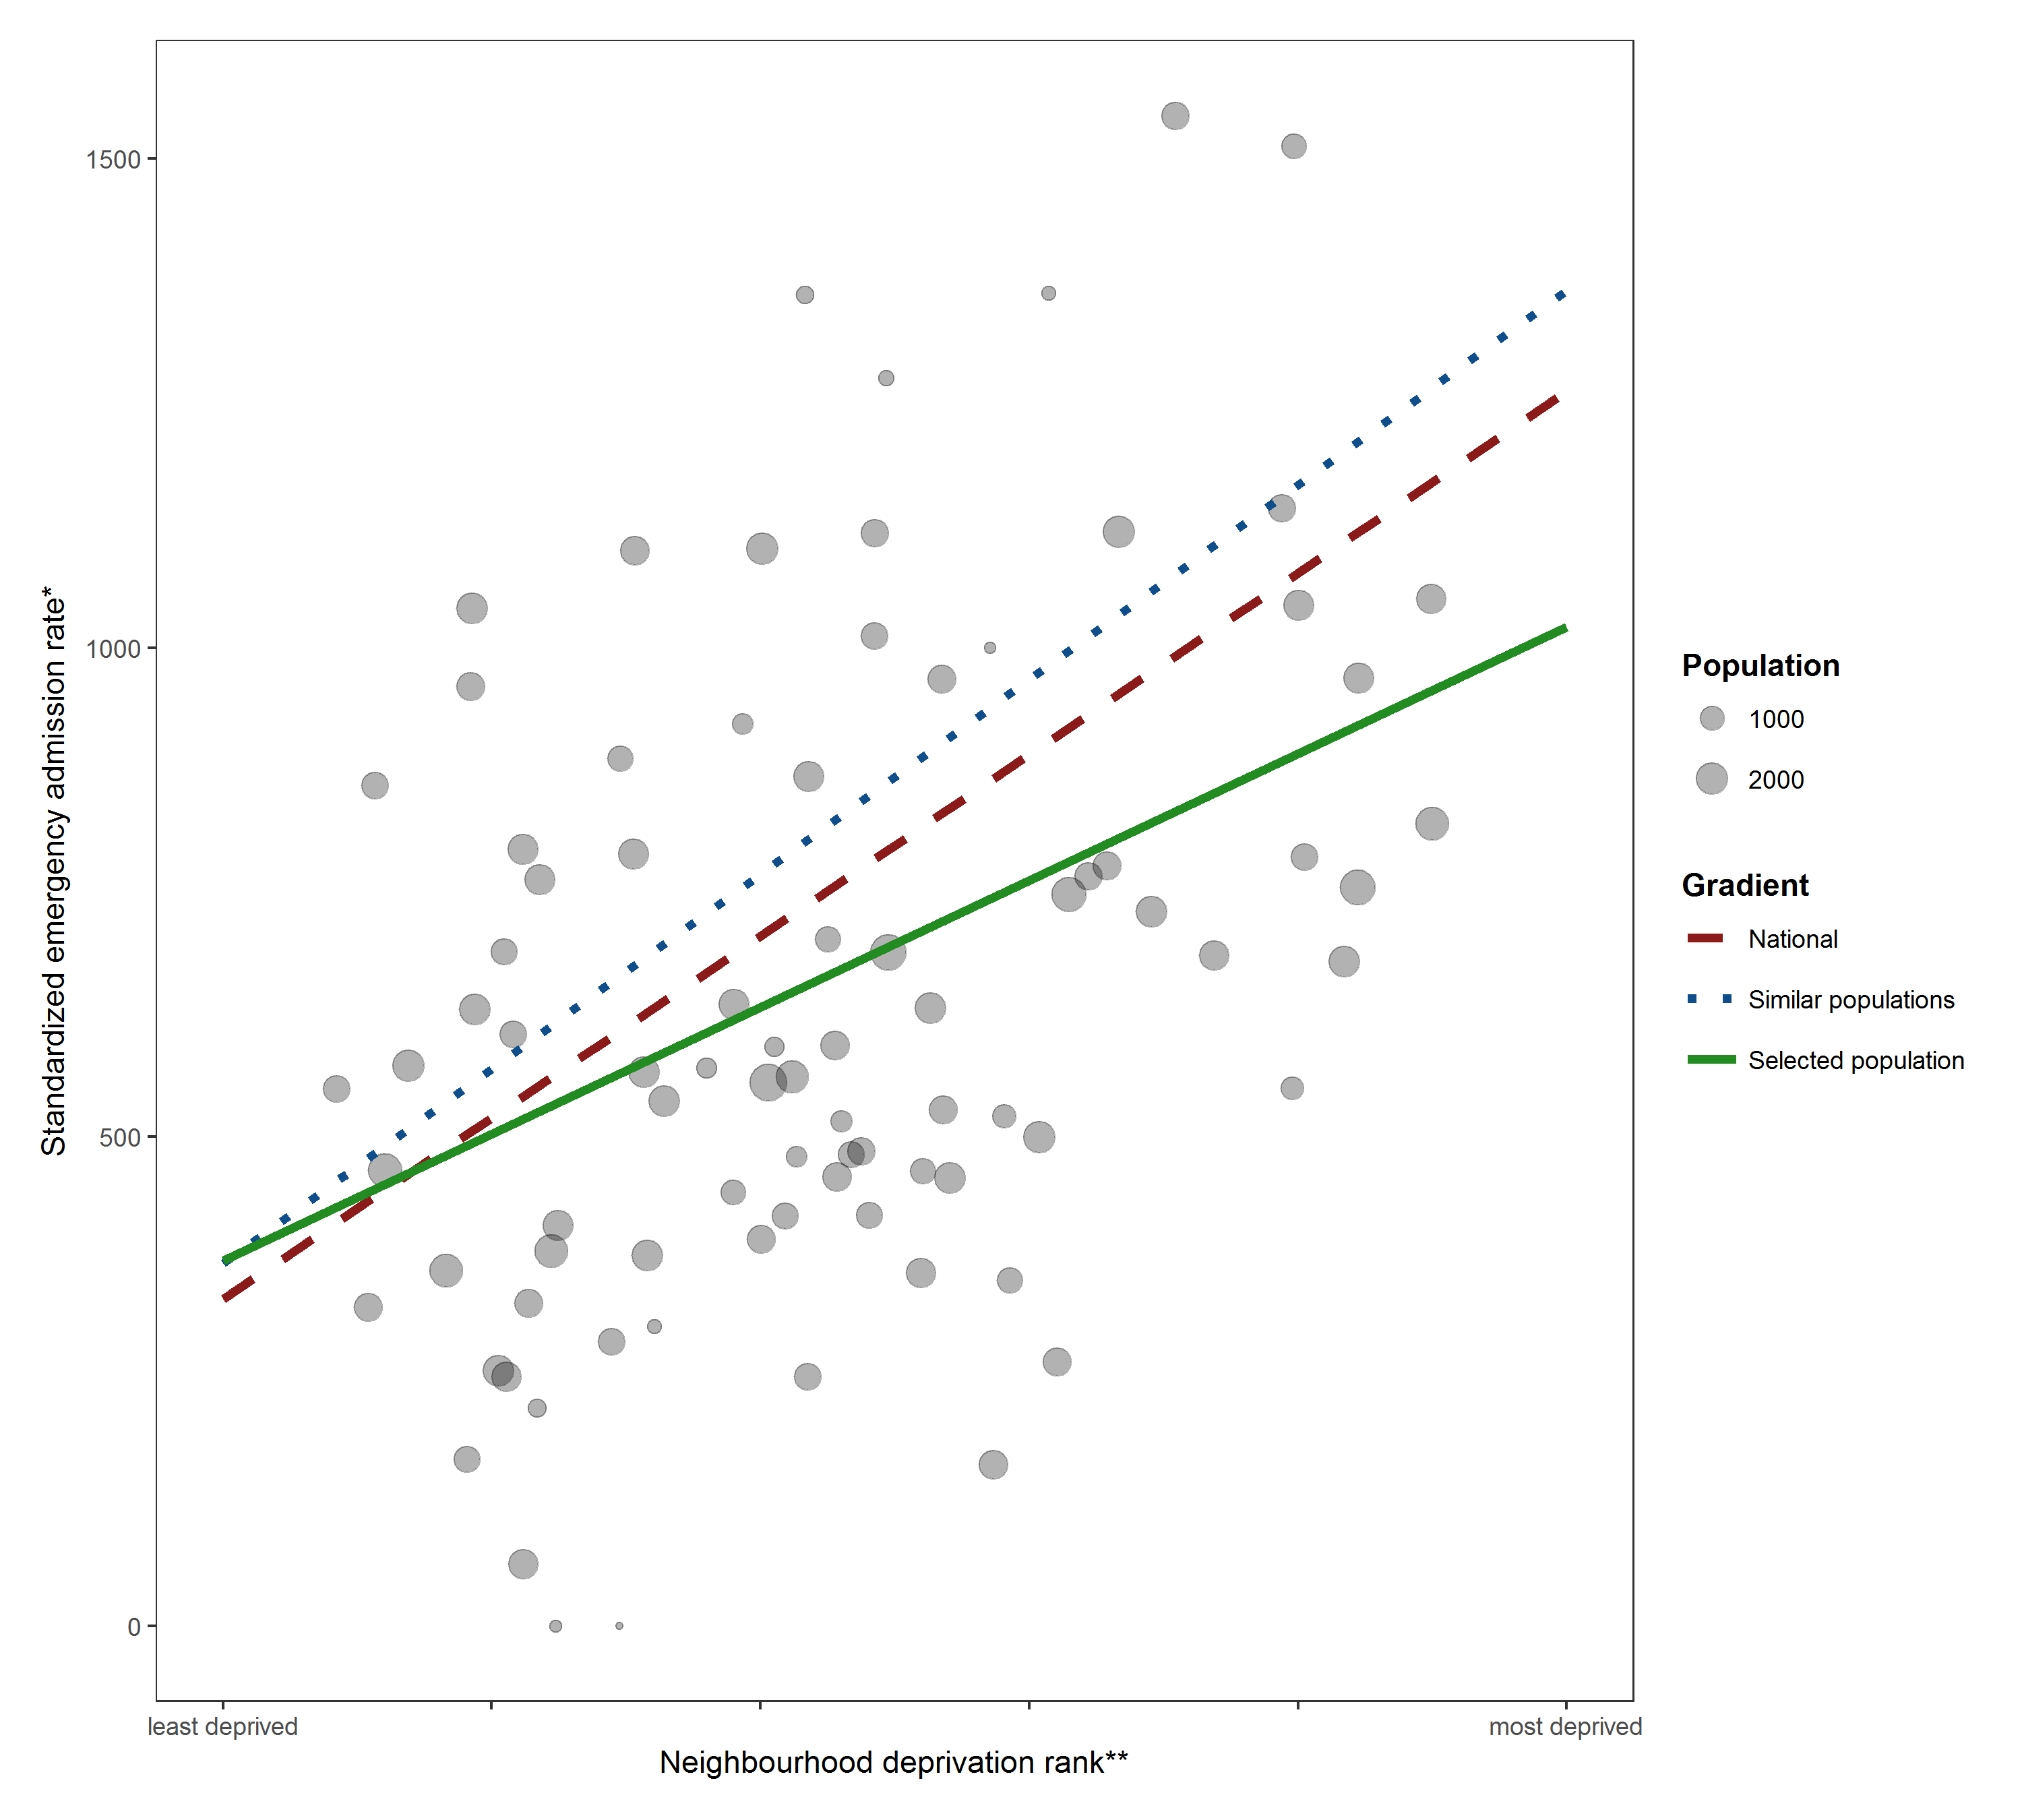 1500
1000
500
0
Standardized emergency admission rate*
least deprived
most deprived
Neighbourhood deprivation rank**
Population
1000
2000
Gradient
National
Similar populations
Selected population